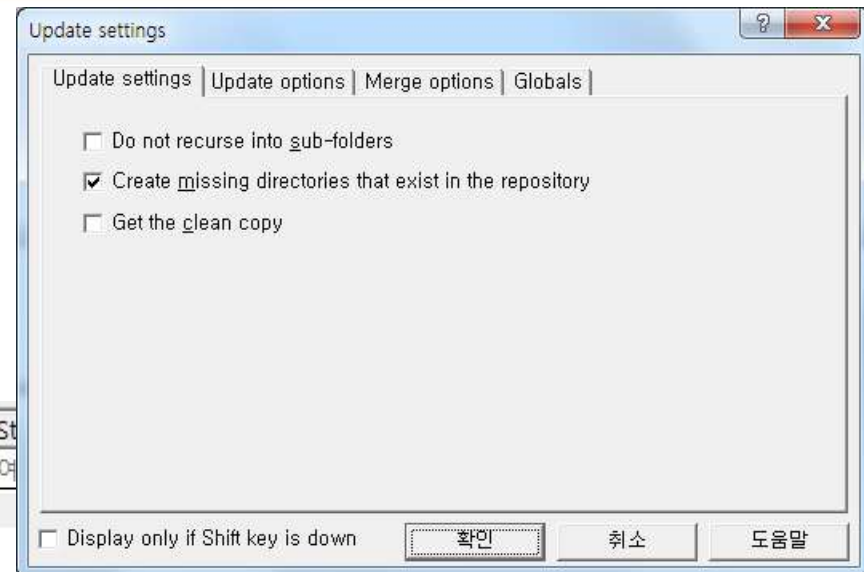 Update settings
Update settings Update options Merge options Globals
Do not recurse into sub-folders
Create missing directories that exist in the repository
Get the clean copy
St
여
Display only if Shift key is down 확인 취소 도움말